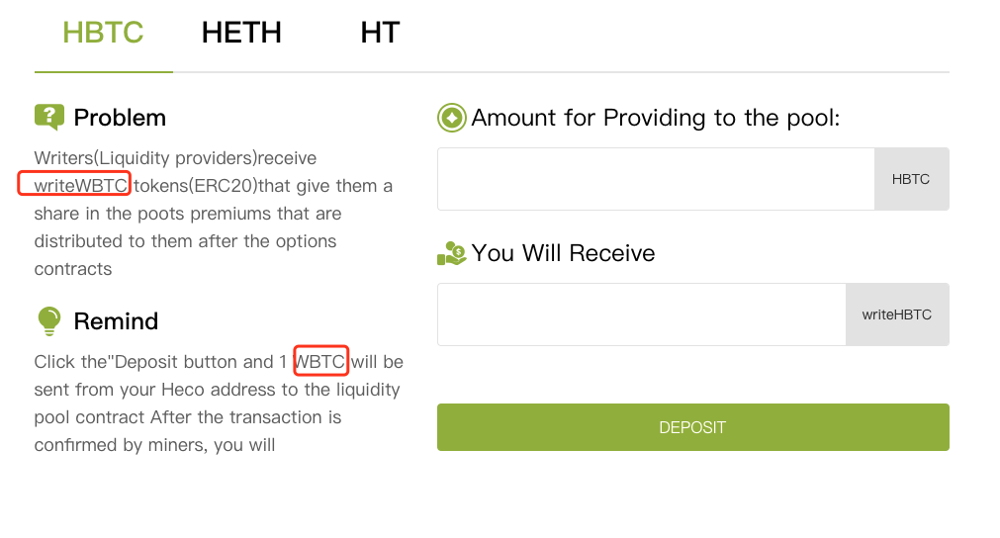 HBTC HETH HT
Problem
Writers(Liquidity providers)receive
writeWBTC tokens(ERC20)that give them a
share in the poots premiums that are
distributed to them after the options
contracts
Remind
Click the"Deposit button and 1 WBTC will be
sent from your Heco address to the liquidity
pool contract After the transaction is
confirmed by miners, you will
Amount for Providing to the pool:
HBTC
You Will Receive
writeHBTC
DEPOSIT